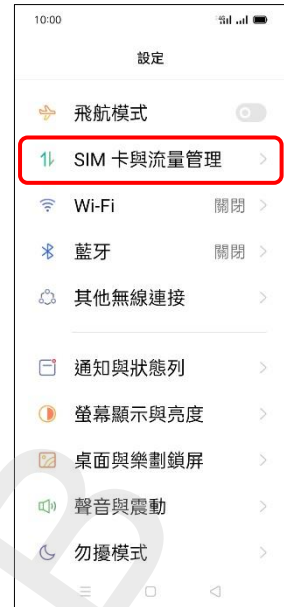 10:00
設定
飛航模式
SIM 卡與流量管理
Wi-Fi 關閉
藍牙 關閉
其他無線連接
通知與狀態列
螢幕顯示與亮度
桌面與樂劃鎖屏
聲音與震動
勿擾模式